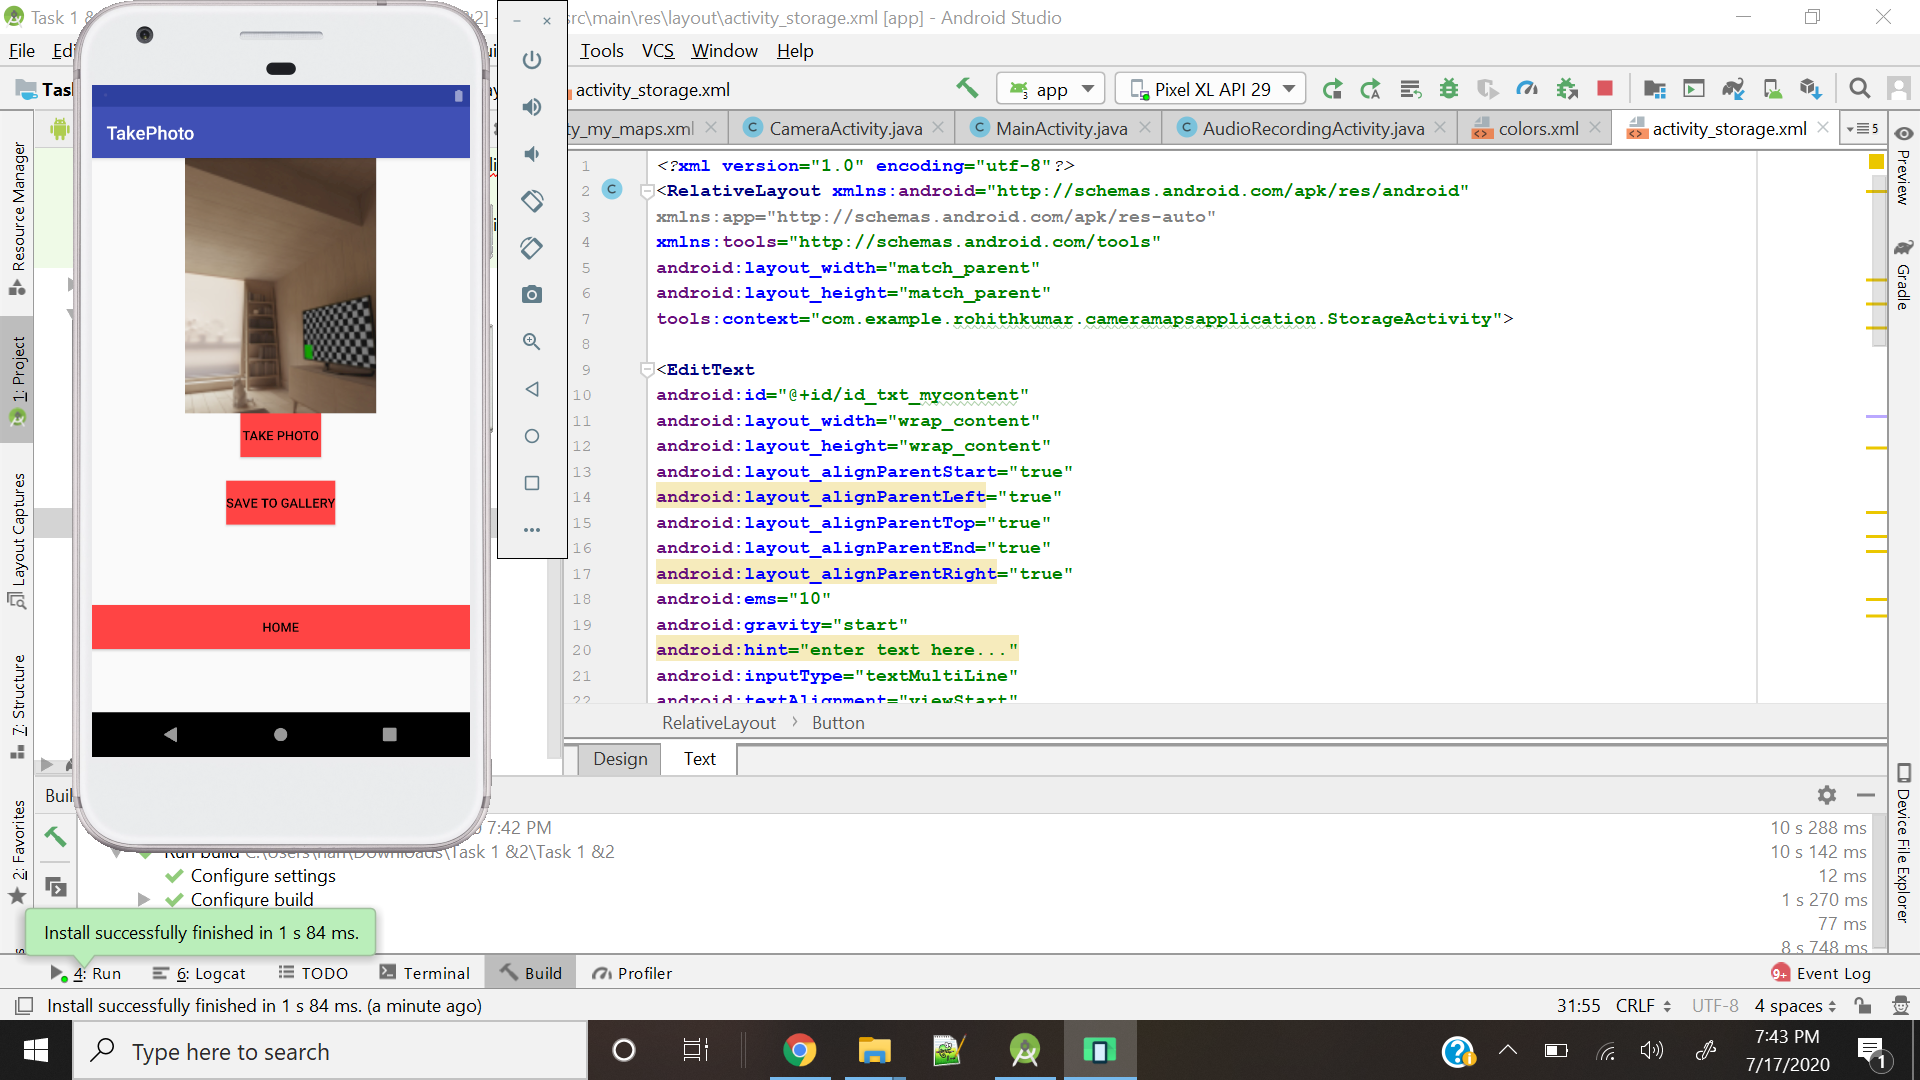 Task 1 &
&2] -
src\main\res\layout\activity_storage.xml [app] - Android Studio
File
Tools
VCS
Window
Help
activity_storage.xml
app
Pixel XL API 29
ty_my_maps.xml
CameraActivity.java
MainActivity.java
AudioRecordingActivity.java
colors.xml
activity_storage.xml
5
TakePhoto
TAKE PHOTO
SAVE TO GALLERY
HOME
Resource Manager
1: Project
Layout Captures
7: Structure
2: Favorites
1 <?xml version="1.0" encoding="utf-8"?>
2 <RelativeLayout xmlns:android="http://schemas.android.com/apk/res/android"
3 xmlns:app="http://schemas.android.com/apk/res-auto"
4 xmlns:tools="http://schemas.android.com/tools"
5 android:layout_width="match_parent"
6 android:layout_height="match_parent"
7 tools:context="com.example.rohithkumar.cameramapsapplication.StorageActivity">
8
9 <EditText
10 android:id="@+id/id_txt_mycontent"
11 android:layout_width="wrap_content"
12 android:layout_height="wrap_content"
13 android:layout_alignParentStart="true"
14 android:layout_alignParentLeft="true"
15 android:layout_alignParentTop="true"
16 android:layout_alignParentEnd="true"
17 android:layout_alignParentRight="true"
18 android:ems="10"
19 android:gravity="start"
20 android:hint="enter text here..."
21 android:inputType="textMultiLine"
22 android:textAlignment="viewStart"
RelativeLayout › Button
Design
Text
Preview
Gradle
Device File Explorer
7:42 PM
10 s 288 ms
Run build C:\Users\hari\Downloads\Task 1 &2\Task 1 &2
10 s 142 ms
Configure settings
12 ms
Configure build
1 s 270 ms
77 ms
8 s 748 ms
Install successfully finished in 1 s 84 ms.
4: Run
6: Logcat
TODO
Terminal
Build
Profiler
9+
Event Log
Install successfully finished in 1 s 84 ms. (a minute ago)
31:55
CRLF
UTF-8
4 spaces
Type here to search
7:43 PM
7/17/2020
1